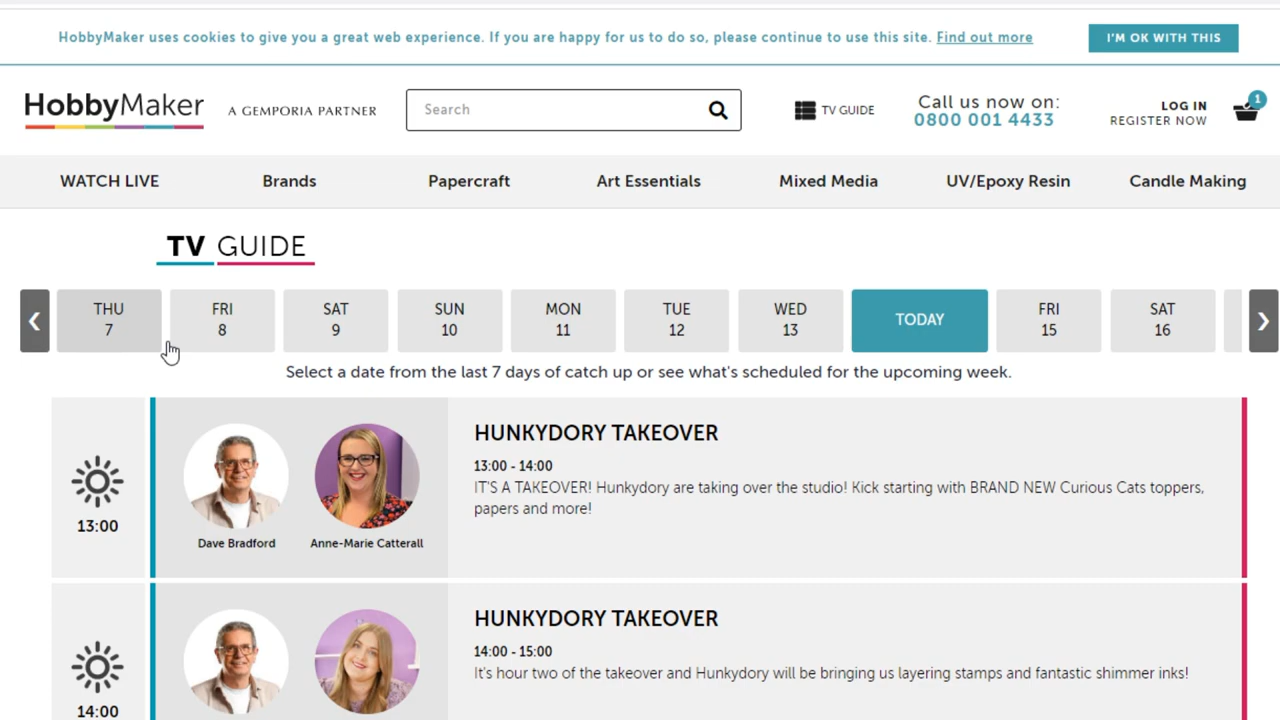 HobbyMaker uses cookies to give you a great web experience. If you are happy for us to do so, please continue to use this site. Find out more
I'M OK WITH THIS
HobbyMaker
A GEMPORIA PARTNER
Search
TV GUIDE
Call us now on:
0800 001 4433
LOG IN
REGISTER NOW
1
WATCH LIVE
Brands
Papercraft
Art Essentials
Mixed Media
UV/Epoxy Resin
Candle Making
TV GUIDE
THU
7
FRI
8
SAT
9
SUN
10
MON
11
TUE
12
WED
13
TODAY
FRI
15
SAT
16
Select a date from the last 7 days of catch up or see what's scheduled for the upcoming week.
13:00
Dave Bradford
Anne-Marie Catterall
HUNKYDORY TAKEOVER
13:00 - 14:00
IT'S A TAKEOVER! Hunkydory are taking over the studio! Kick starting with BRAND NEW Curious Cats toppers,
papers and more!
14:00
HUNKYDORY TAKEOVER
14:00 - 15:00
It's hour two of the takeover and Hunkydory will be bringing us layering stamps and fantastic shimmer inks!